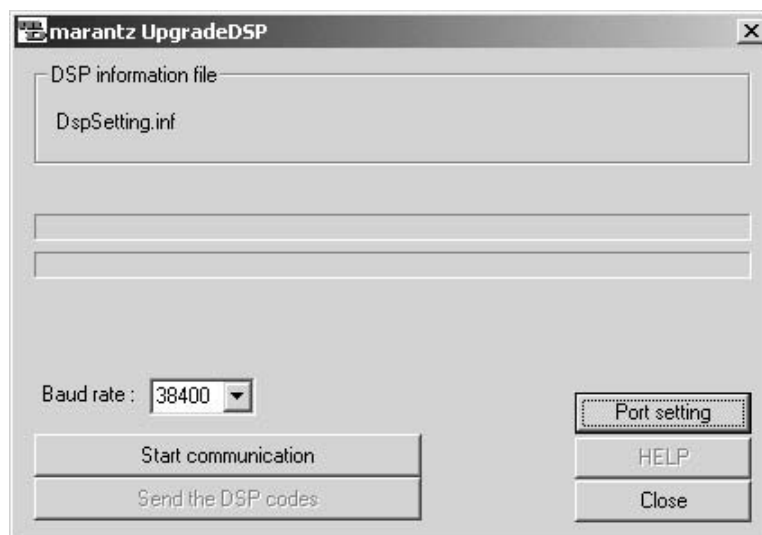 marantz UpgradeDSP
DSP information file
DspSetting.inf
Baud rate : 38400
Port setting
Start communication
HELP
Send the DSP codes
Close